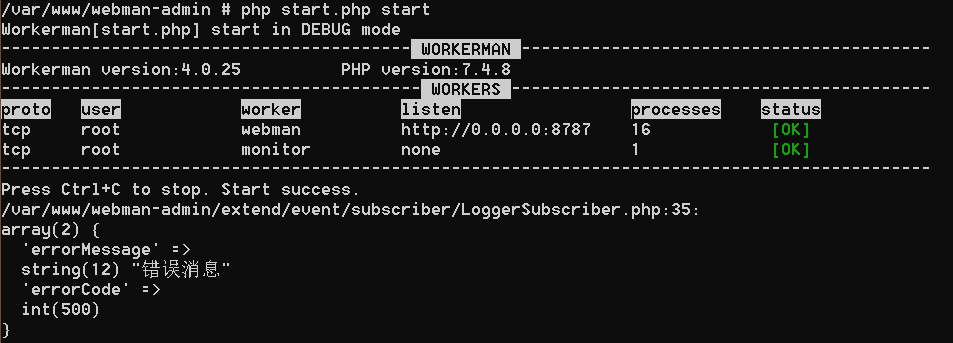 /var/www/webman-admin # php start.php start
Workerman[start.php] start in DEBUG mode
----------------------------------------- WORKERMAN -----------------------------------------
Workerman version:4.0.25          PHP version:7.4.8
------------------------------------------ WORKERS ------------------------------------------
proto   user            worker          listen                 processes    status
tcp     root            webman          http://0.0.0.0:8787    16            [OK]
tcp     root            monitor         none                   1             [OK]
---------------------------------------------------------------------------------------------
Press Ctrl+C to stop. Start success.
/var/www/webman-admin/extend/event/subscriber/LoggerSubscriber.php:35:
array(2) {
  'errorMessage' =>
  string(12) "错误消息"
  'errorCode' =>
  int(500)
}